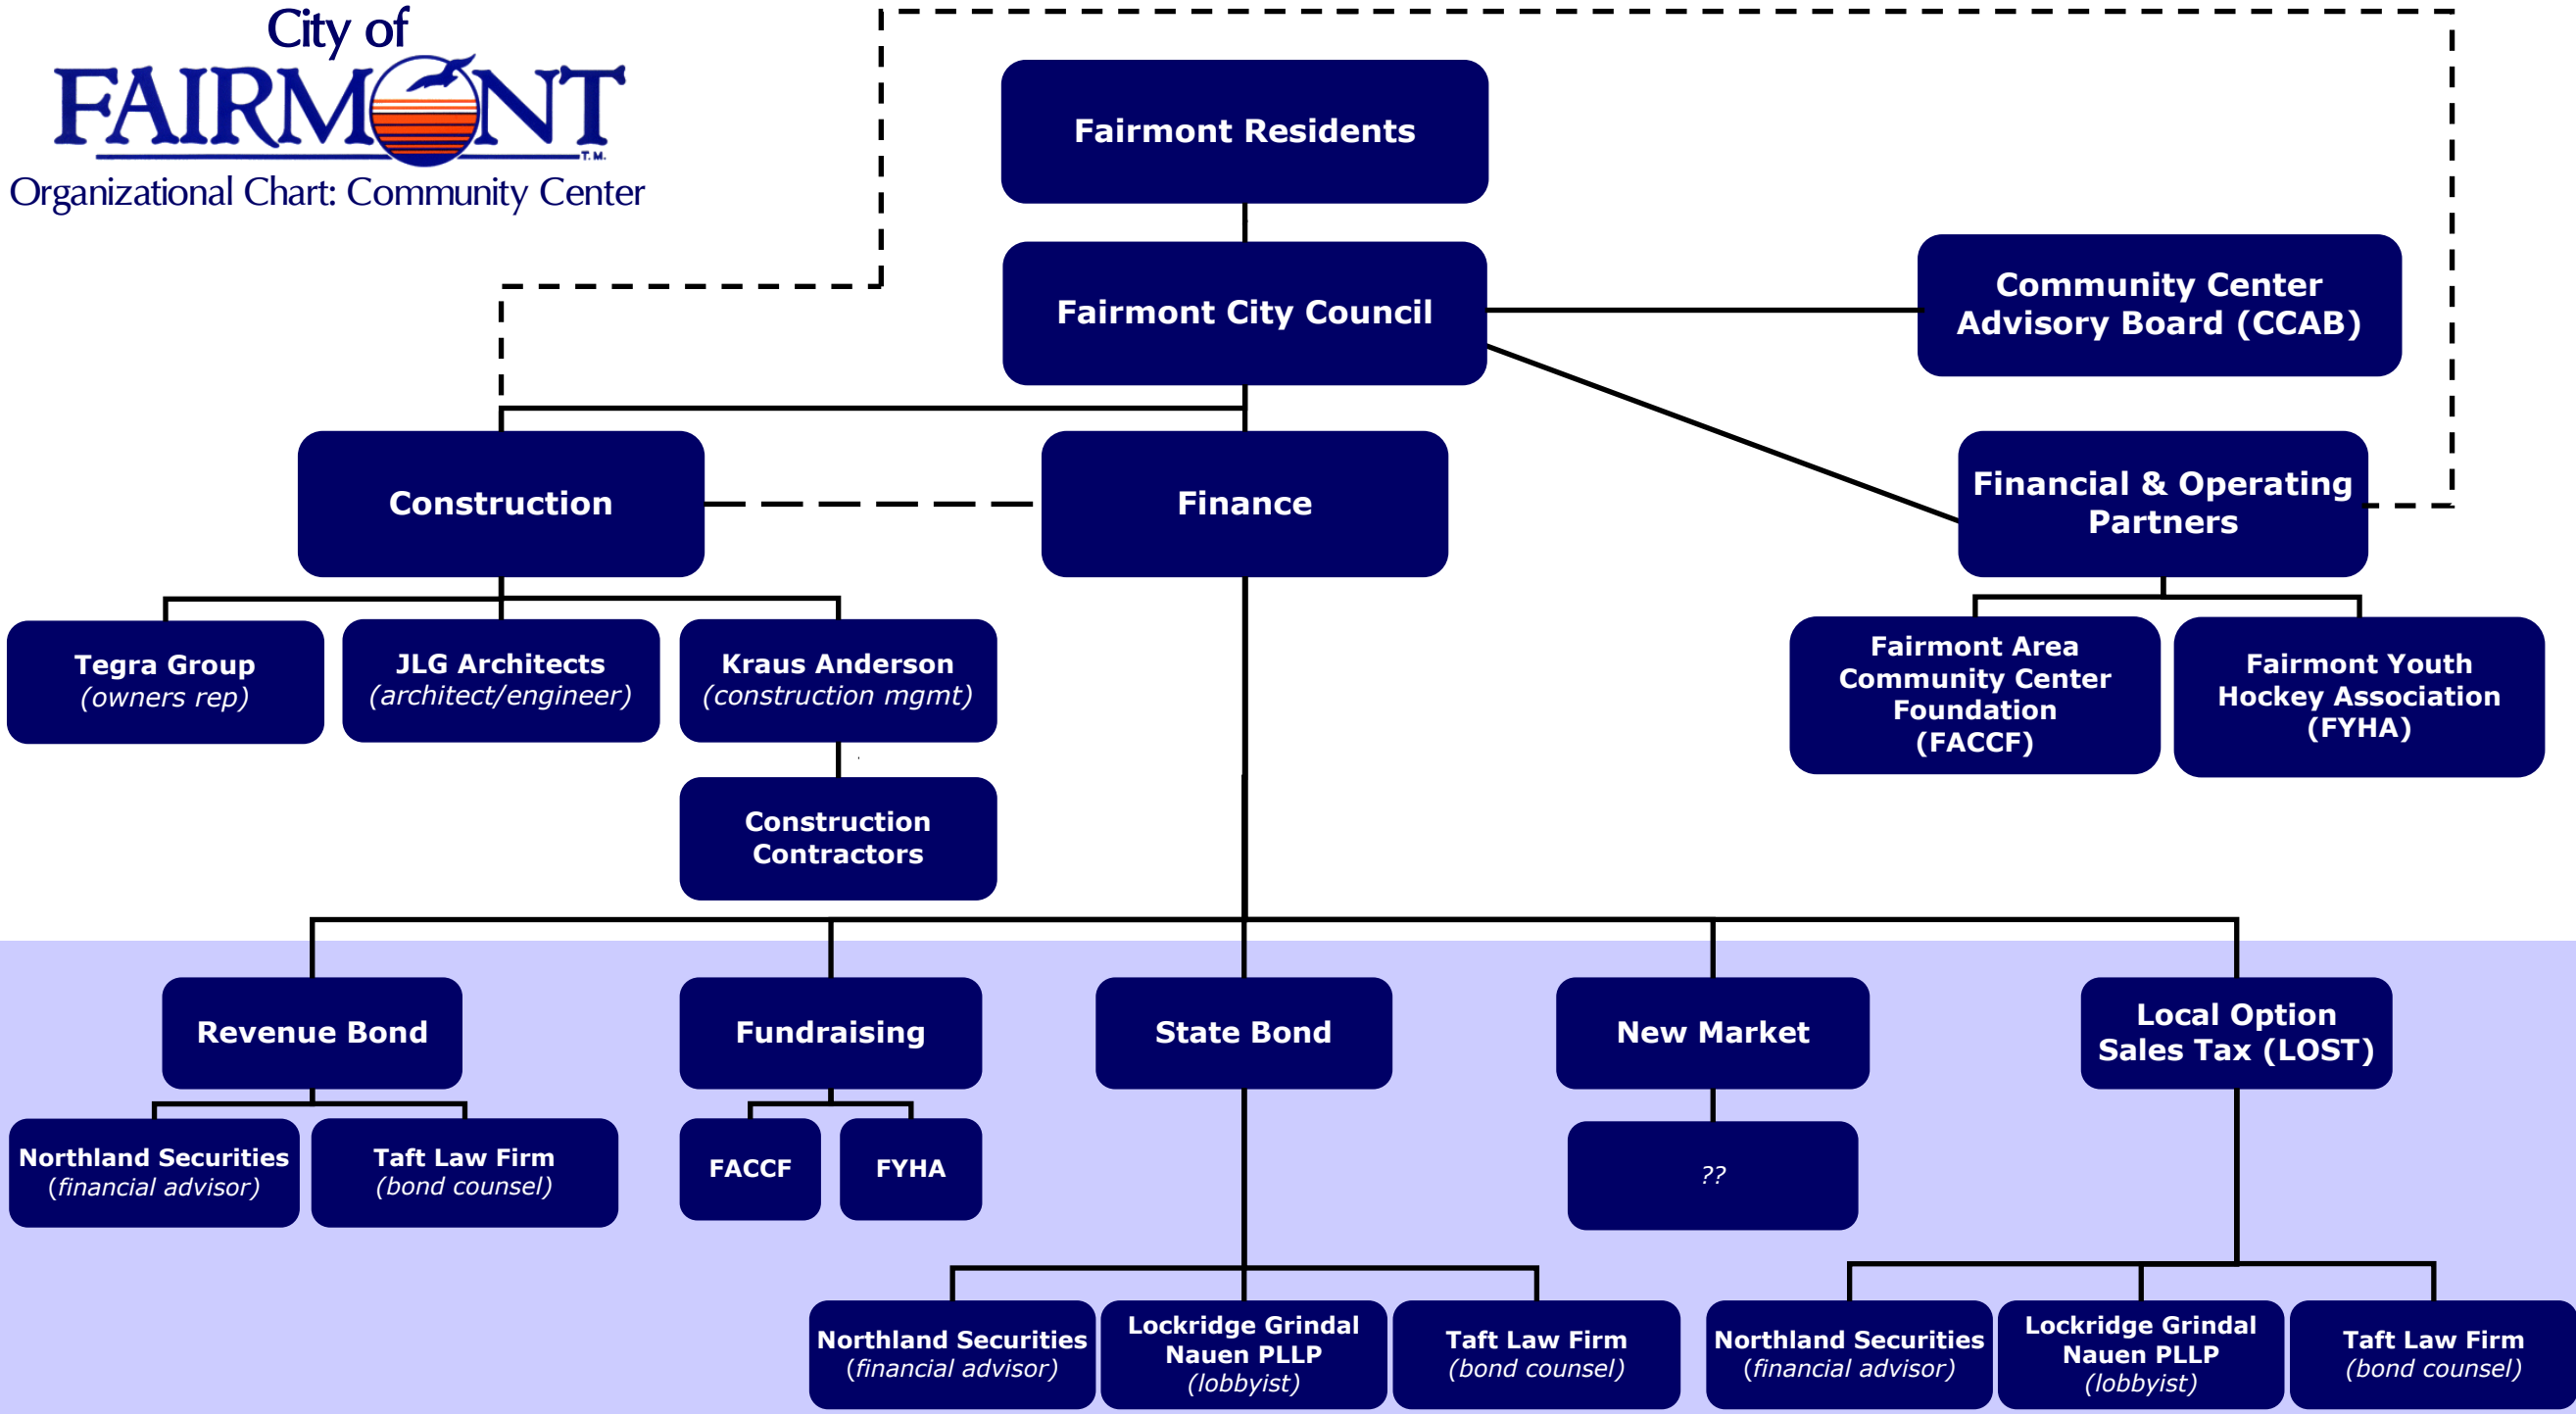 City of
FAIRMONT
T.M.
Organizational Chart: Community Center
Fairmont Residents
Fairmont City Council
Community Center
Advisory Board (CCAB)
Construction
Finance
Financial & Operating
Partners
Tegra Group
(owners rep)
JLG Architects
(architect/engineer)
Kraus Anderson
(construction mgmt)
Fairmont Area
Community Center
Foundation
(FACCF)
Fairmont Youth
Hockey Association
(FYHA)
Construction
Contractors
Revenue Bond
Fundraising
State Bond
New Market
Local Option
Sales Tax (LOST)
Northland Securities
(financial advisor)
Taft Law Firm
(bond counsel)
FACCF
FYHA
??
Northland Securities
(financial advisor)
Lockridge Grindal
Nauen PLLP
(lobbyist)
Taft Law Firm
(bond counsel)
Northland Securities
(financial advisor)
Lockridge Grindal
Nauen PLLP
(lobbyist)
Taft Law Firm
(bond counsel)